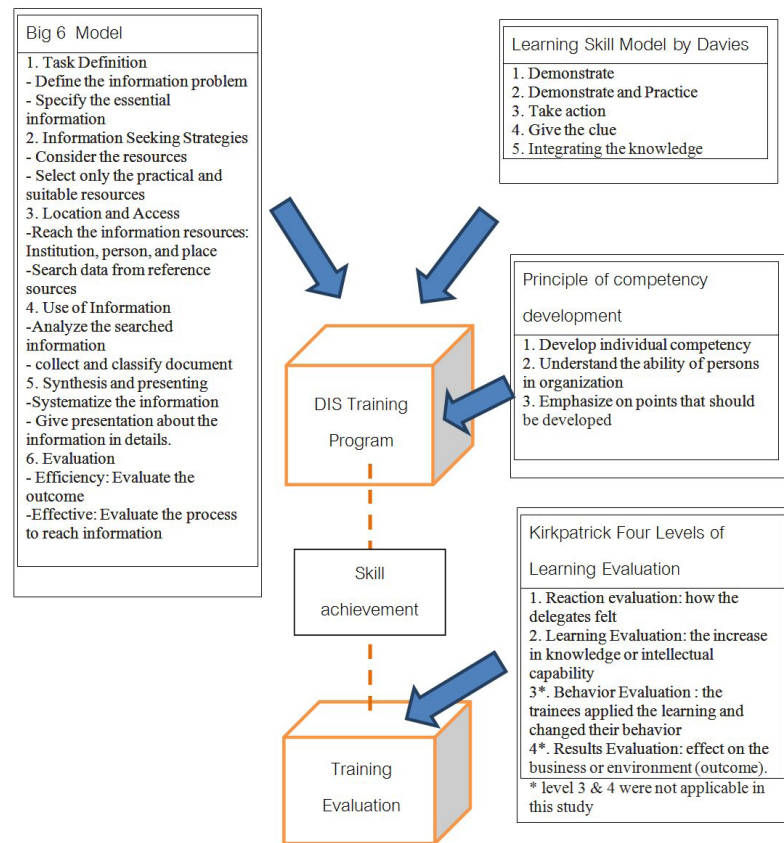 Big 6  Model
1. Task Definition
- Define the information problem
- Specify the essential
information
2. Information Seeking Strategies
- Consider the resources
- Select only the practical and
suitable resources
3. Location and Access
-Reach the information resources:
Institution, person, and place
-Search data from reference
sources
4. Use of Information
-Analyze the searched
information
- collect and classify document
5. Synthesis and presenting
-Systematize the information
- Give presentation about the
information in details.
6. Evaluation
- Efficiency: Evaluate the
outcome
-Effective: Evaluate the process
to reach information
Learning Skill Model by Davies
1. Demonstrate
2. Demonstrate and Practice
3. Take action
4. Give the clue
5. Integrating the knowledge
Principle of competency
development
1. Develop individual competency
2. Understand the ability of persons
in organization
3. Emphasize on points that should
be developed
DIS Training
Program
Skill
achievement
Kirkpatrick Four Levels of
Learning Evaluation
1. Reaction evaluation: how the
delegates felt
2. Learning Evaluation: the increase
in knowledge or intellectual
capability
3*. Behavior Evaluation : the
trainees applied the learning and
changed their behavior
4*. Results Evaluation: effect on the
business or environment (outcome).
* level 3 & 4 were not applicable in
this study
Training
Evaluation